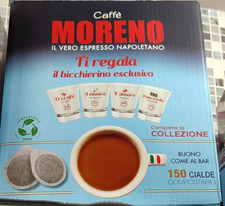 Caffè
MORENO
IL VERO ESPRESSO NAPOLETANO
Ti regala
il bicchierino esclusivo
Completa la
COLLEZIONE
BUONO
COME AL BAR
150 CIALDE
COMPOSTABILI